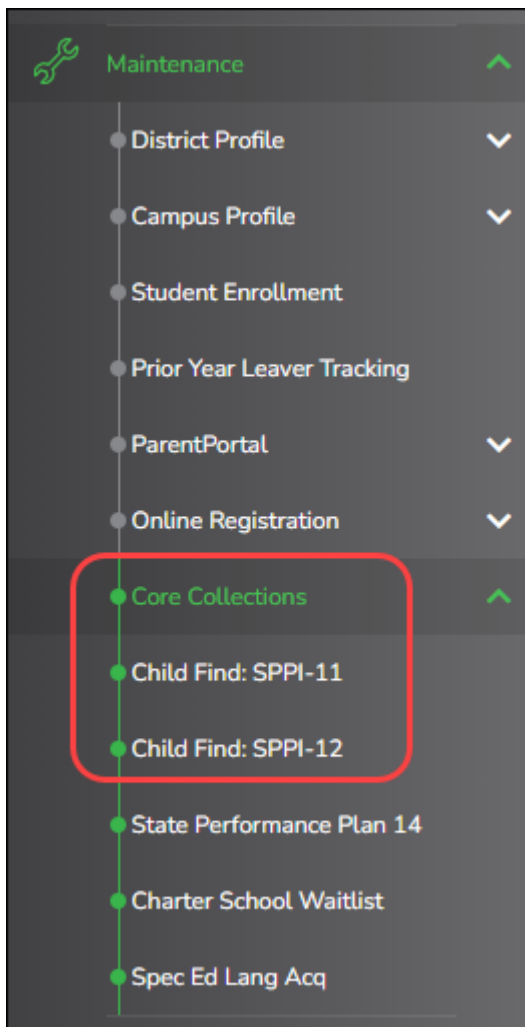 Maintenance
District Profile
Campus Profile
Student Enrollment
Prior Year Leaver Tracking
ParentPortal
Online Registration
Core Collections
Child Find: SPPI-11
Child Find: SPPI-12
State Performance Plan 14
Charter School Waitlist
Spec Ed Lang Acq